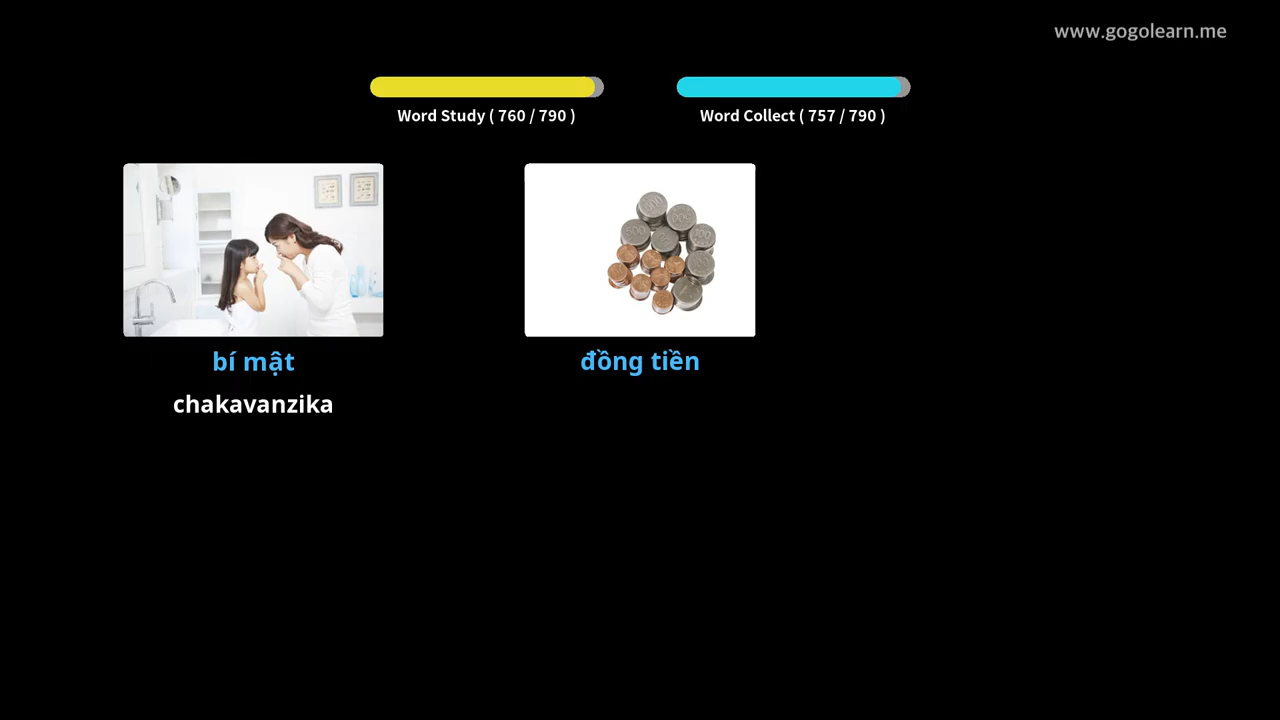 www.gogolearn.me
Word Study ( 760 / 790 )
Word Collect ( 757 / 790 )
bí mật
đồng tiền
chakavanzika